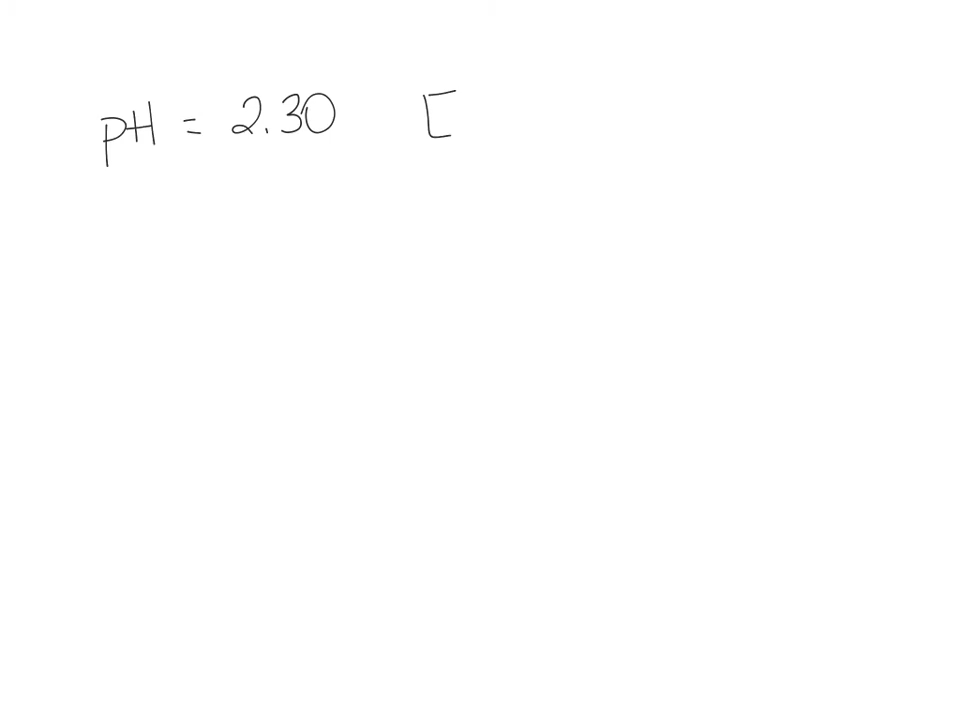 pH = 2.30 [